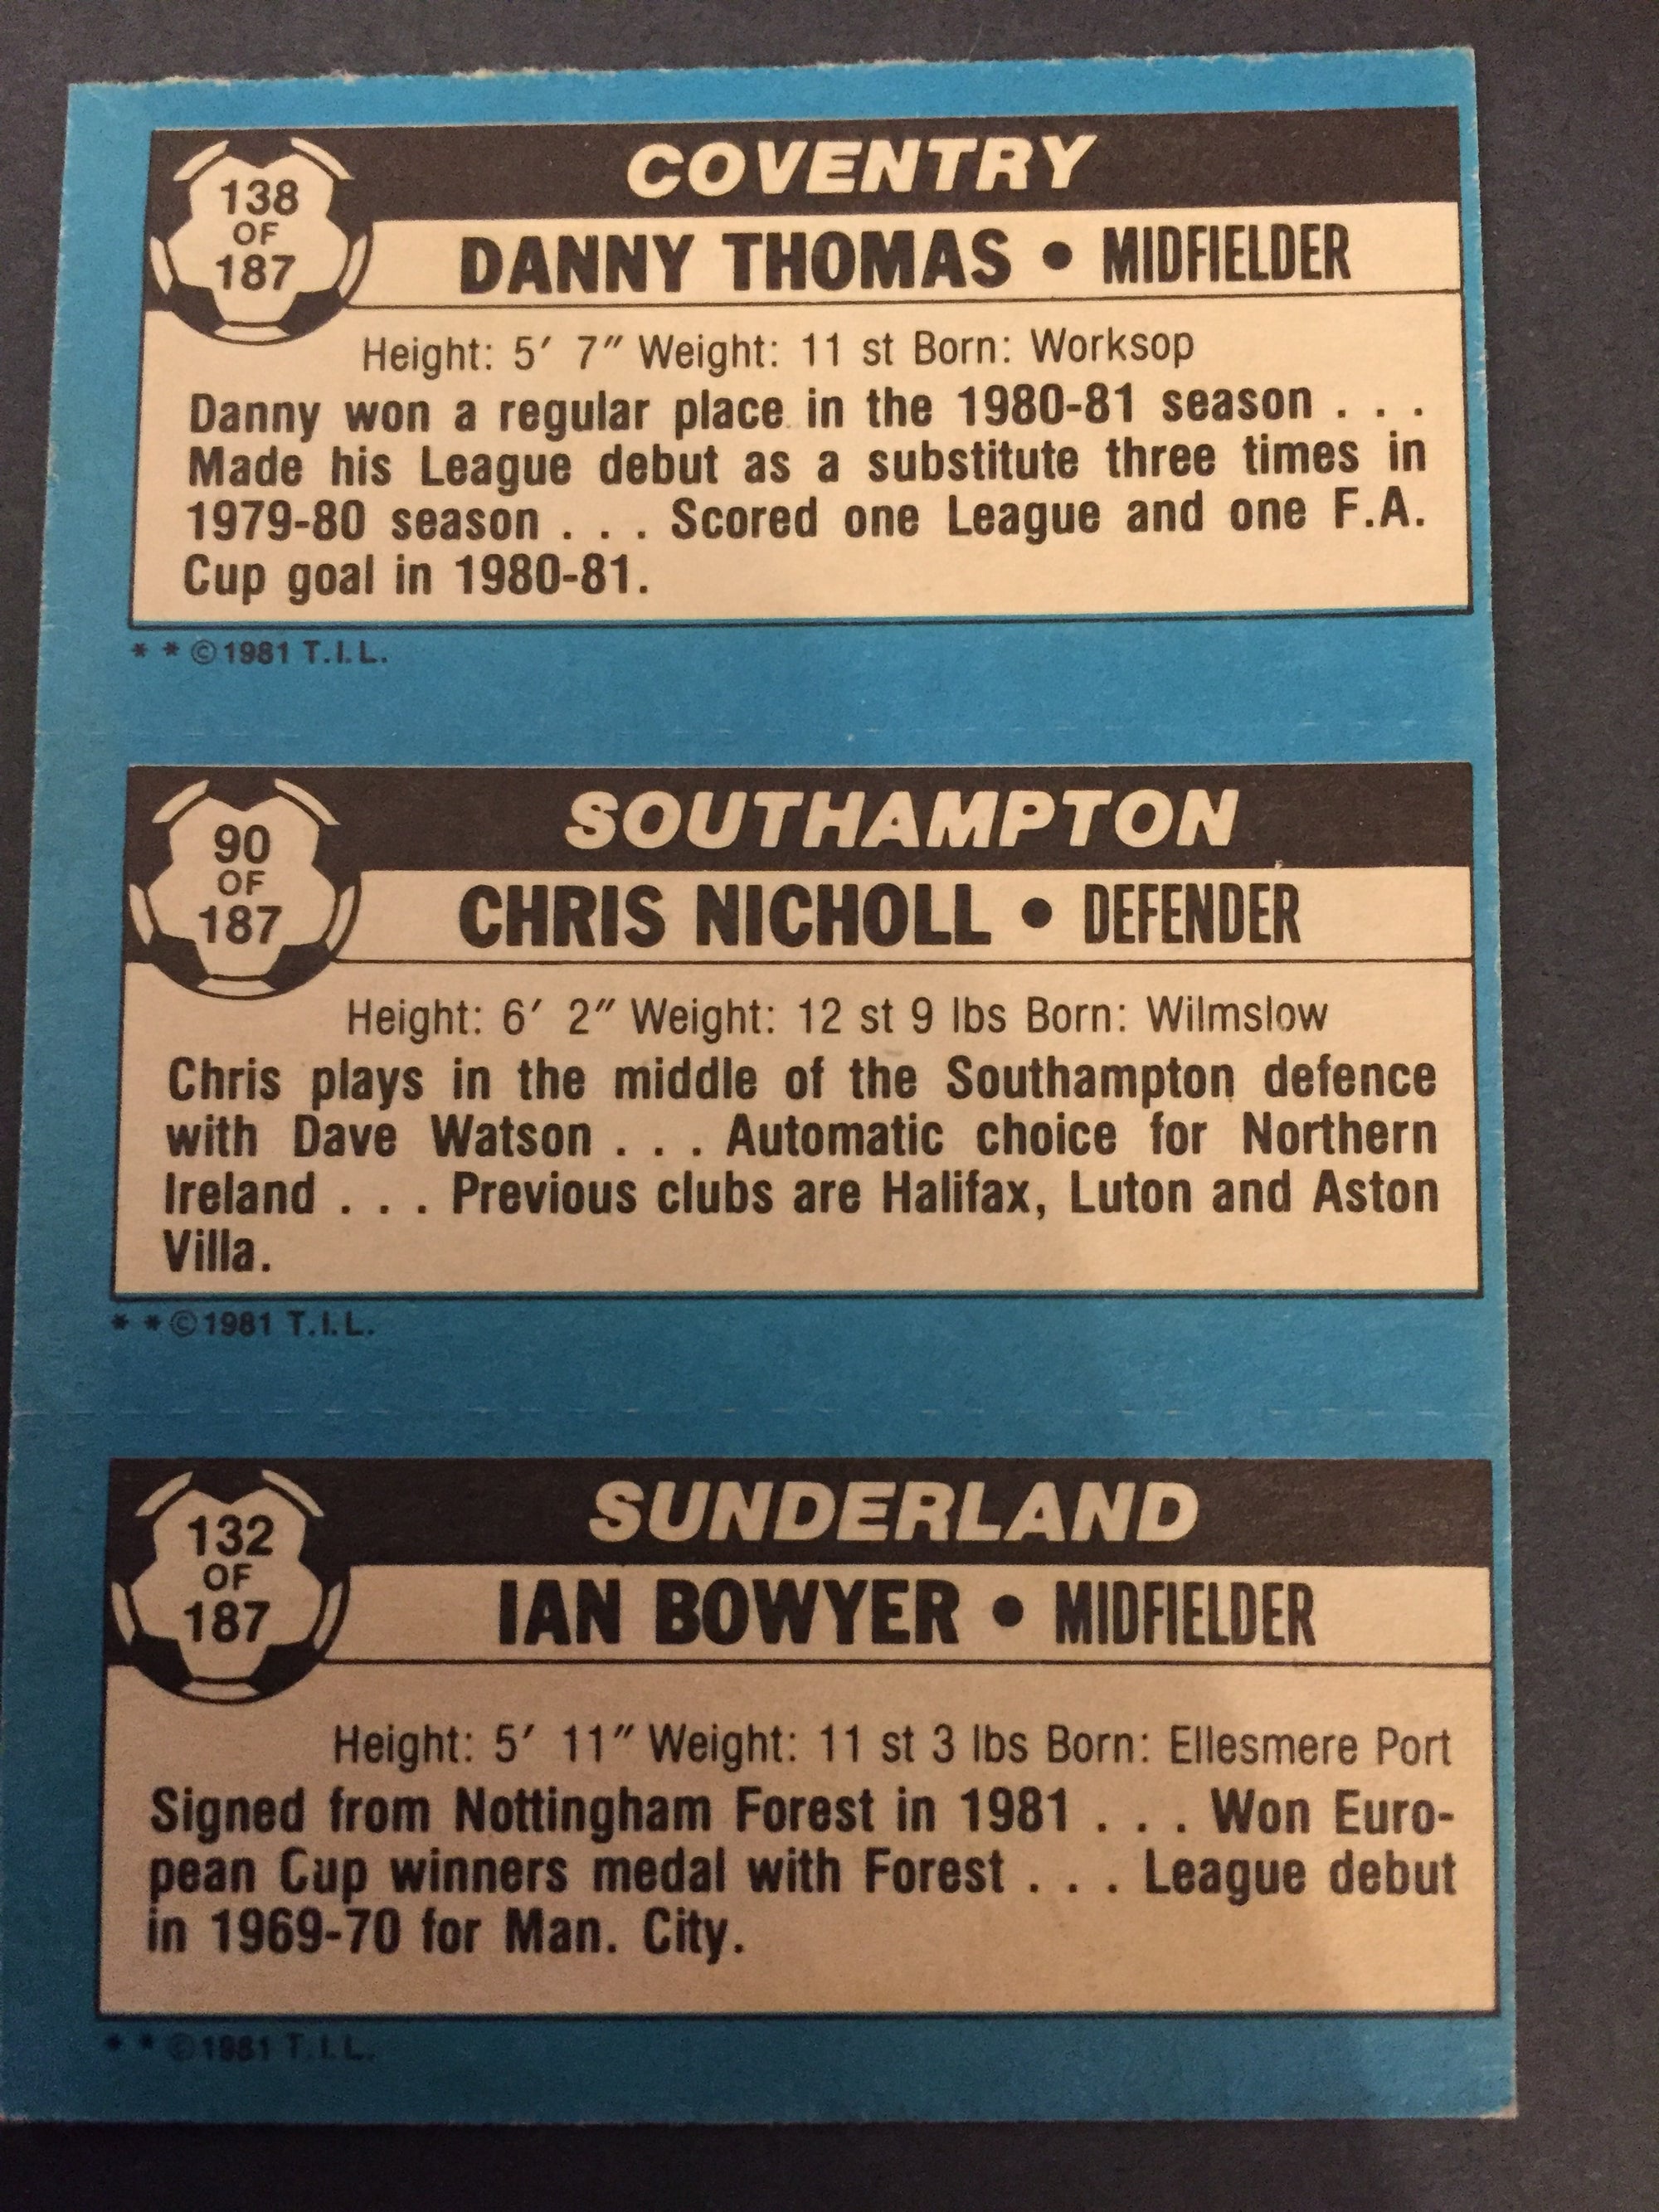 COVENTRY
138
OF
187
DANNY THOMAS • MIDFIELDER
Height: 5′ 7″ Weight: 11 st Born: Worksop
Danny won a regular place in the 1980-81 season . . .
Made his League debut as a substitute three times in
1979-80 season . . . Scored one League and one F.A.
Cup goal in 1980-81.
* * ©1981 T.I.L.
SOUTHAMPTON
90
OF
187
CHRIS NICHOLL • DEFENDER
Height: 6′ 2″ Weight: 12 st 9 lbs Born: Wilmslow
Chris plays in the middle of the Southampton defence
with Dave Watson . . . Automatic choice for Northern
Ireland . . . Previous clubs are Halifax, Luton and Aston
Villa.
* * ©1981 T.I.L.
SUNDERLAND
132
OF
187
IAN BOWYER • MIDFIELDER
Height: 5′ 11″ Weight: 11 st 3 lbs Born: Ellesmere Port
Signed from Nottingham Forest in 1981 . . . Won Euro-
pean Cup winners medal with Forest . . . League debut
in 1969-70 for Man. City.
* * ©1981 T.I.L.